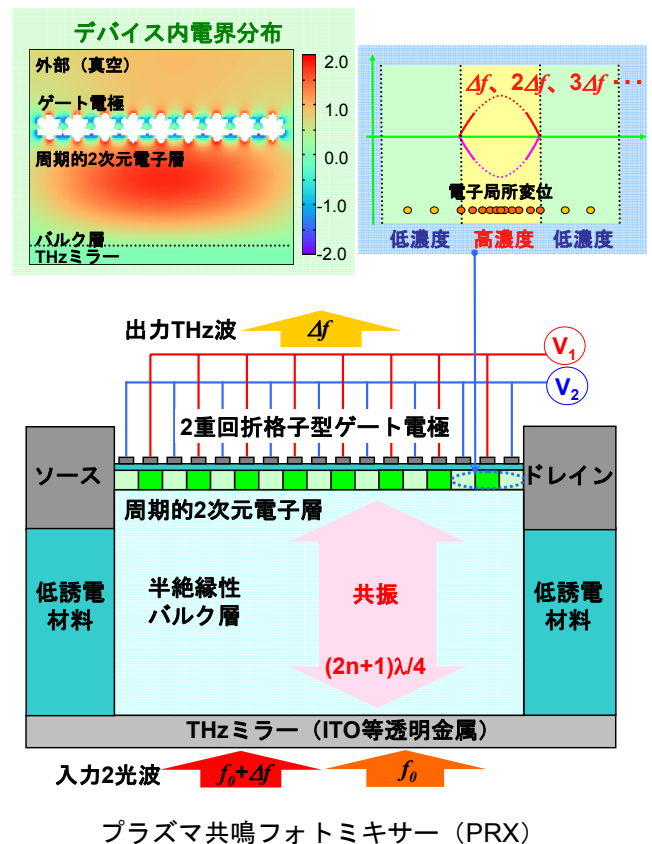 デバイス内電界分布
外部（真空）
ゲート電極
周期的2次元電子層
バルク層
THzミラー
2.0
1.0
0.0
-1.0
-2.0
Δf、2Δf、3Δf・・・
電子局所変位
低濃度
高濃度
低濃度
出力THz波
Δf
V1
V2
2重回折格子型ゲート電極
ソース
ドレイン
周期的2次元電子層
低誘電
材料
半絶縁性
バルク層
共振
(2n+1)λ/4
低誘電
材料
THzミラー（ITO等透明金属）
入力2光波
f0+Δf
f0
プラズマ共鳴フォトミキサー（PRX）